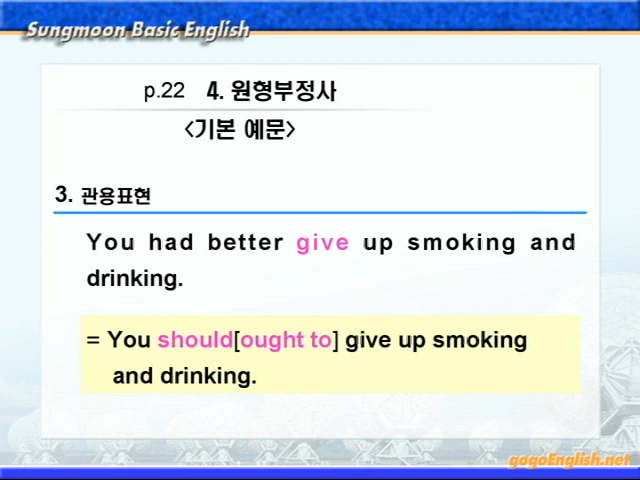 Sungmoon Basic English
p.22 4. 원형부정사
<기본 예문>
3. 관용표현
You had better give up smoking and
drinking.
= You should[ought to] give up smoking
and drinking.
gogoEnglish.net